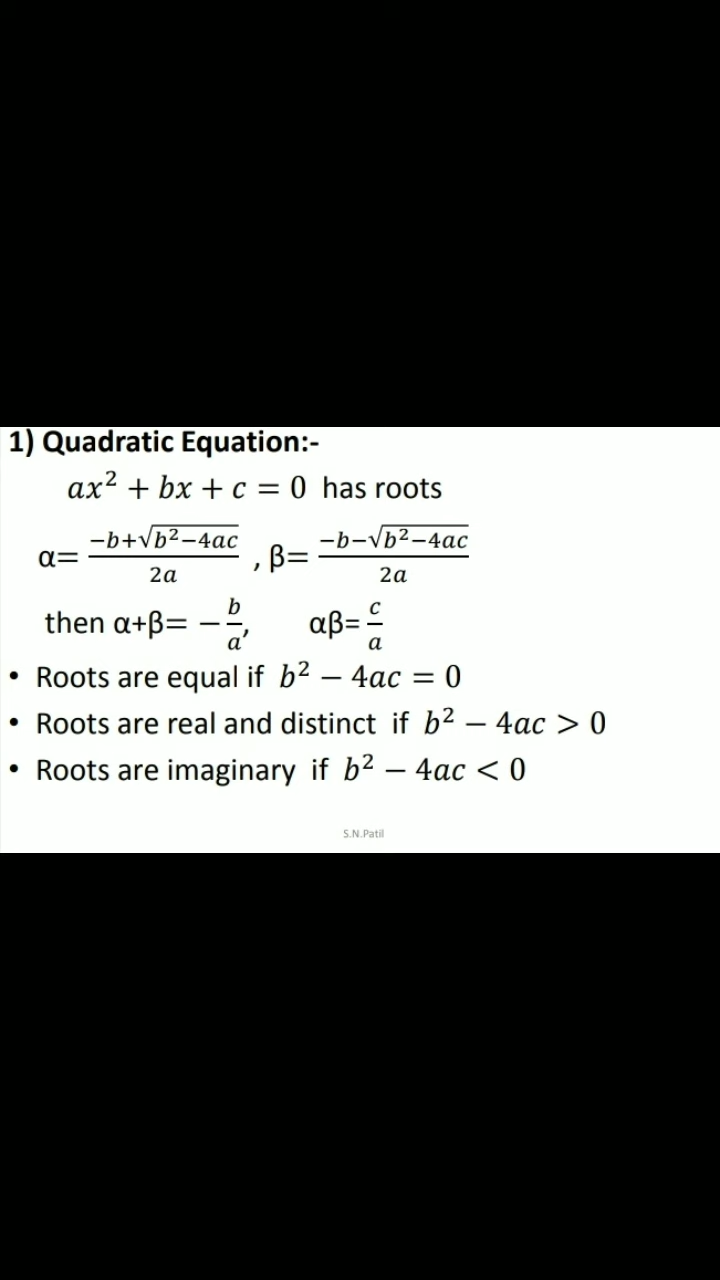 1) Quadratic Equation:-
ax² + bx + c = 0 has roots
α= (−b+√(b²−4ac))/(2a) , β= (−b−√(b²−4ac))/(2a)
then α+β= −b/a, αβ= c/a
• Roots are equal if b² − 4ac = 0
• Roots are real and distinct if b² − 4ac > 0
• Roots are imaginary if b² − 4ac < 0
S.N.Patil